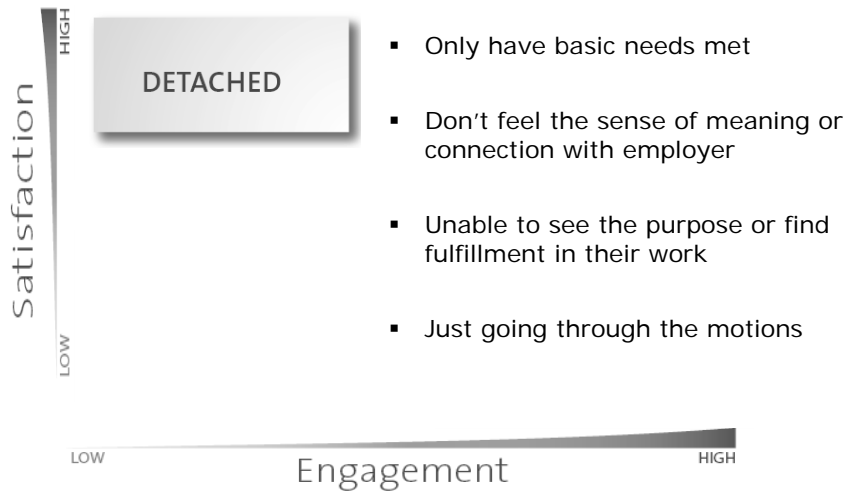 HIGH
Satisfaction
LOW
DETACHED
▪ Only have basic needs met
▪ Don't feel the sense of meaning or
connection with employer
▪ Unable to see the purpose or find
fulfillment in their work
▪ Just going through the motions
LOW
Engagement
HIGH